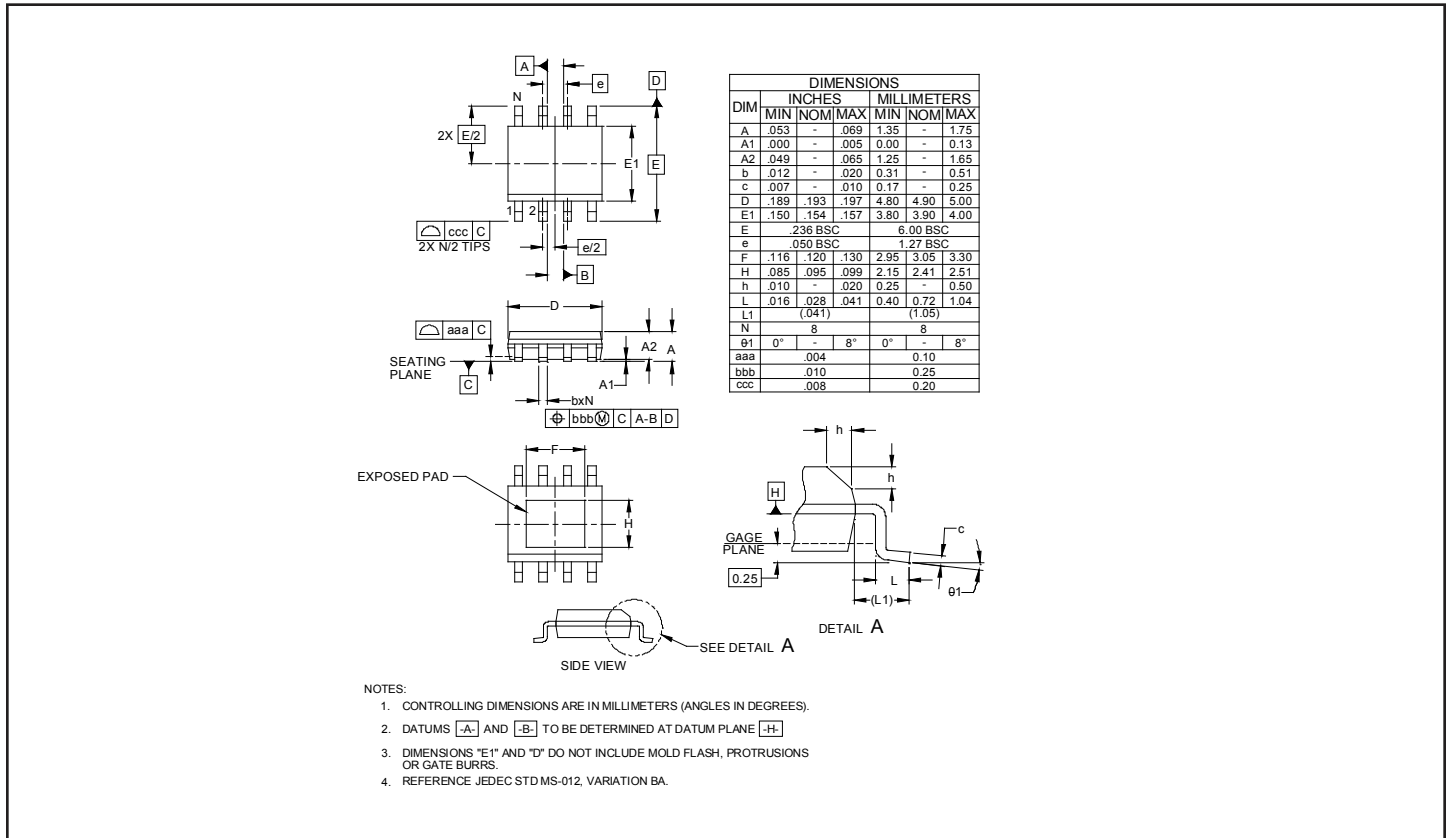 A
e
D
N
2X E/2
E1
E
1 2
ccc C
2X N/2 TIPS
e/2
B
D
aaa C
A2
A
SEATING
PLANE
C
A1
bxN
bbb M C A-B D
F
EXPOSED PAD
H
SIDE VIEW
SEE DETAIL A
DIMENSIONS
DIM INCHES MILLIMETERS
MIN NOM MAX MIN NOM MAX
A .053 - .069 1.35 - 1.75
A1 .000 - .005 0.00 - 0.13
A2 .049 - .065 1.25 - 1.65
b .012 - .020 0.31 - 0.51
c .007 - .010 0.17 - 0.25
D .189 .193 .197 4.80 4.90 5.00
E1 .150 .154 .157 3.80 3.90 4.00
E .236 BSC 6.00 BSC
e .050 BSC 1.27 BSC
F .116 .120 .130 2.95 3.05 3.30
H .085 .095 .099 2.15 2.41 2.51
h .010 - .020 0.25 - 0.50
L .016 .028 .041 0.40 0.72 1.04
L1 (.041) (1.05)
N 8 8
θ1 0° - 8° 0° - 8°
aaa .004 0.10
bbb .010 0.25
ccc .008 0.20
h
h
H
c
GAGE
PLANE
0.25
L
(L1)
θ1
DETAIL A
NOTES:
1. CONTROLLING DIMENSIONS ARE IN MILLIMETERS (ANGLES IN DEGREES).
2. DATUMS -A- AND -B- TO BE DETERMINED AT DATUM PLANE -H-
3. DIMENSIONS "E1" AND "D" DO NOT INCLUDE MOLD FLASH, PROTRUSIONS
OR GATE BURRS.
4. REFERENCE JEDEC STD MS-012, VARIATION BA.